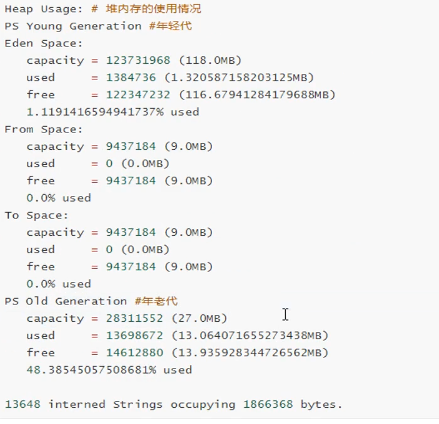 Heap Usage: # 堆内存的使用情况
PS Young Generation #年轻代
Eden Space:
   capacity = 123731968 (118.0MB)
   used     = 1384736 (1.320587158203125MB)
   free     = 122347232 (116.67941284179688MB)
   1.1191416594941737% used
From Space:
   capacity = 9437184 (9.0MB)
   used     = 0 (0.0MB)
   free     = 9437184 (9.0MB)
   0.0% used
To Space:
   capacity = 9437184 (9.0MB)
   used     = 0 (0.0MB)
   free     = 9437184 (9.0MB)
   0.0% used
PS Old Generation #年老代
   capacity = 28311552 (27.0MB)
   used     = 13698672 (13.064071655273438MB)
   free     = 14612880 (13.935928344726562MB)
   48.38545057508681% used
13648 interned Strings occupying 1866368 bytes.